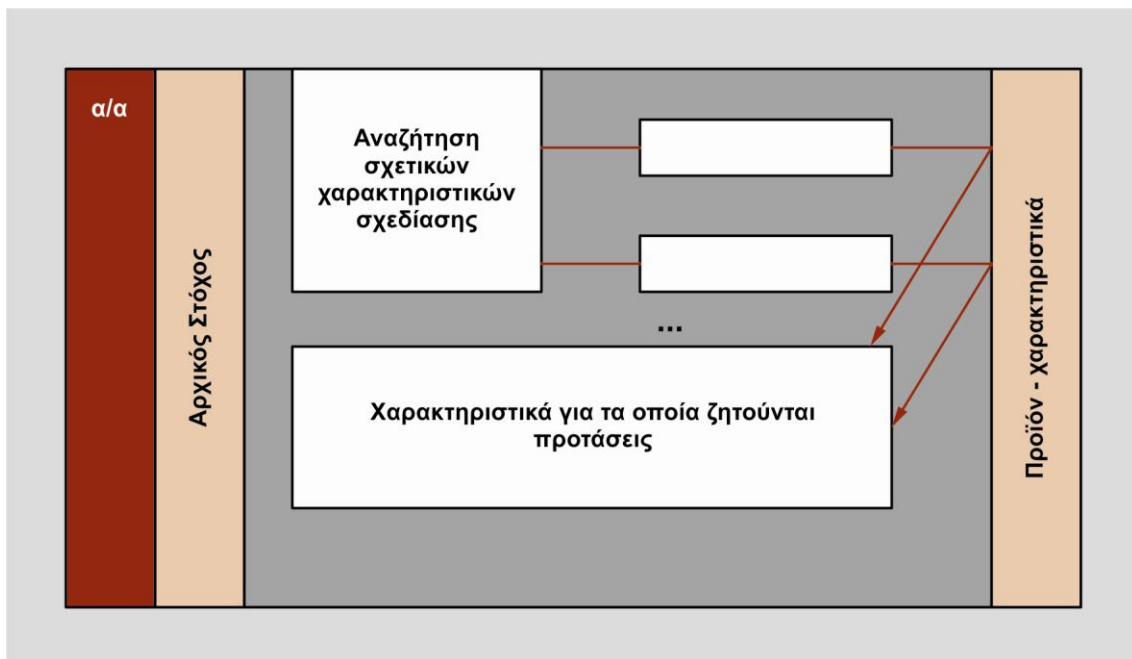 α/α
Αρχικός Στόχος
Αναζήτηση
σχετικών
χαρακτηριστικών
σχεδίασης
...
Χαρακτηριστικά για τα οποία ζητούνται
προτάσεις
Προϊόν - χαρακτηριστικά